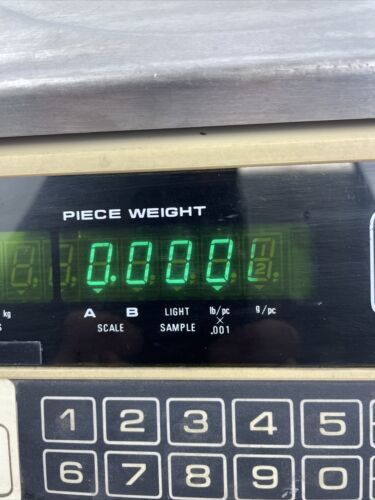 PIECE WEIGHT
0.000
kg A B LIGHT lb/pc g/pc
S SCALE SAMPLE × .001
1 2 3 4 5
6 7 8 9 0